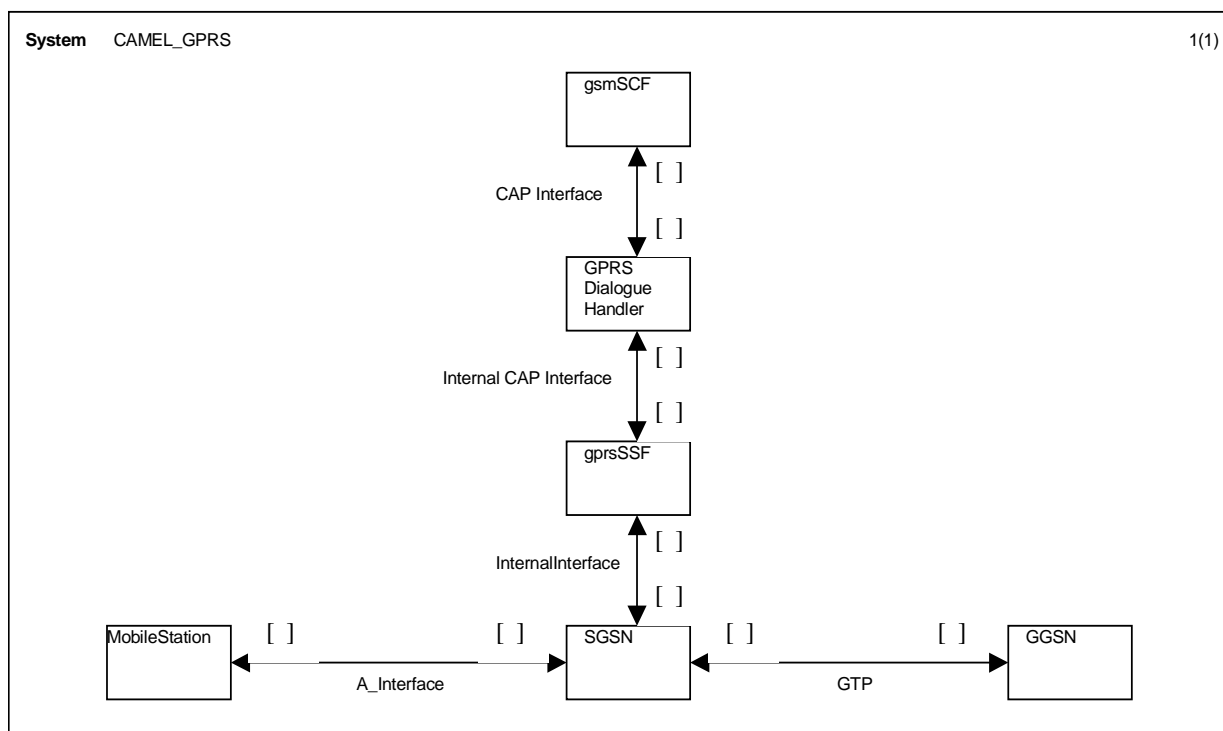 System CAMEL_GPRS 1(1)
gsmSCF
[ ]
CAP Interface
[ ]
GPRS
Dialogue
Handler
[ ]
Internal CAP Interface
[ ]
gprsSSF
[ ]
InternalInterface
[ ]
MobileStation [ ] [ ] SGSN [ ] [ ] GGSN
A_Interface GTP